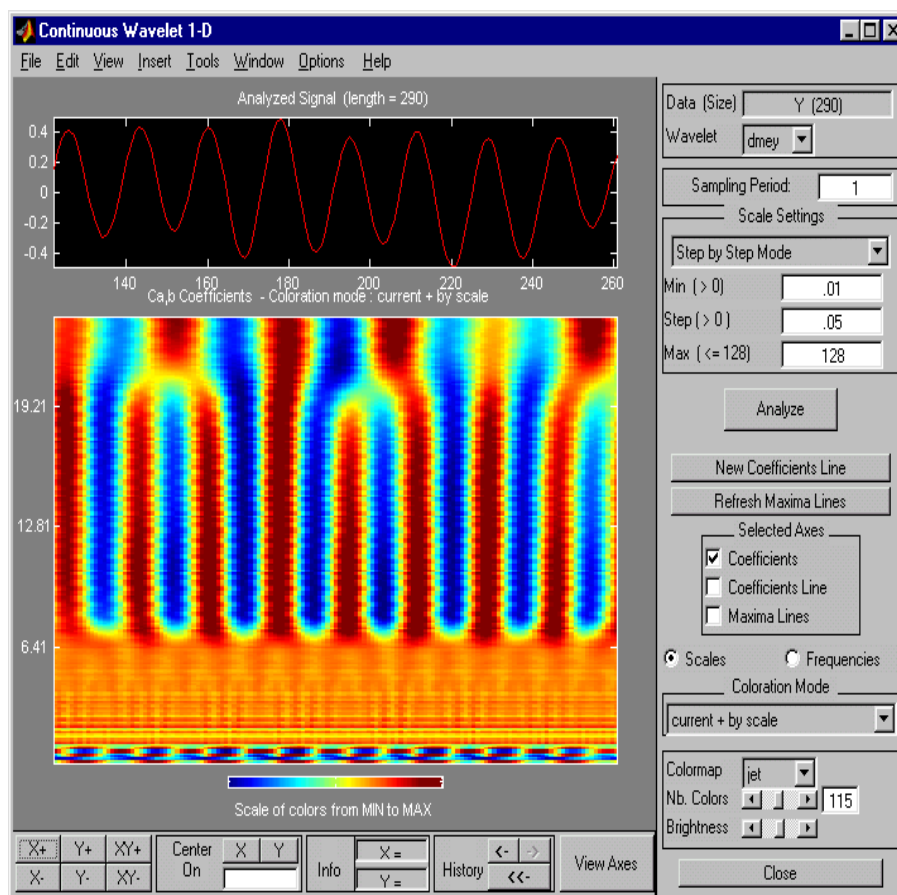 Continuous Wavelet 1-D
File Edit View Insert Tools Window Options Help
Analyzed Signal (length = 290)
0.4
0.2
0
-0.2
-0.4
140 160 180 200 220 240 260
Ca,b Coefficients - Coloration mode : current + by scale
19.21
12.81
6.41
Scale of colors from MIN to MAX
Data (Size) Y (290)
Wavelet dmey
Sampling Period: 1
Scale Settings
Step by Step Mode
Min ( > 0 ) .01
Step ( > 0 ) .05
Max ( <= 128 ) 128
Analyze
New Coefficients Line
Refresh Maxima Lines
Selected Axes
Coefficients
Coefficients Line
Maxima Lines
Scales Frequencies
Coloration Mode
current + by scale
Colormap jet
Nb. Colors 115
Brightness
Close
X+ Y+ XY+
X- Y- XY-
Center On X Y
Info X = Y =
History <- -> <<-
View Axes